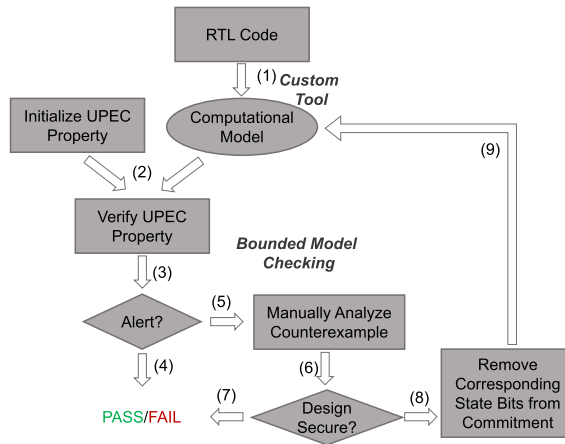 RTL Code
(1)
Custom
Tool
Initialize UPEC
Property
Computational
Model
(9)
(2)
Verify UPEC
Property
Bounded Model
Checking
(3)
Alert?
(5)
Manually Analyze
Counterexample
(4)
(6)
Remove
Corresponding
State Bits from
Commitment
PASS/FAIL
(7)
Design
Secure?
(8)